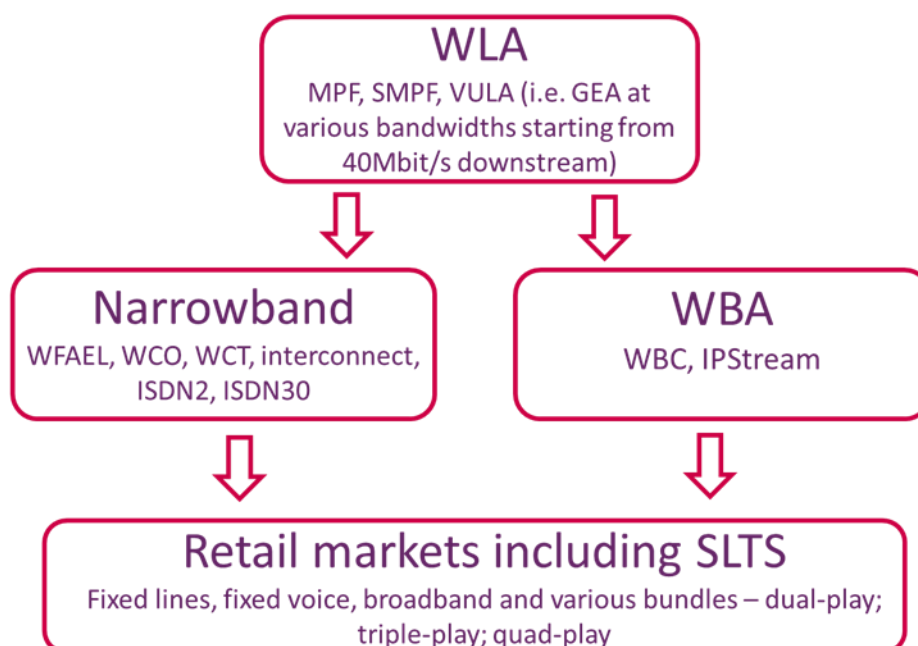 WLA
MPF, SMPF, VULA (i.e. GEA at
various bandwidths starting from
40Mbit/s downstream)
Narrowband
WFAEL, WCO, WCT, interconnect,
ISDN2, ISDN30
WBA
WBC, IPStream
Retail markets including SLTS
Fixed lines, fixed voice, broadband and various bundles – dual-play;
triple-play; quad-play